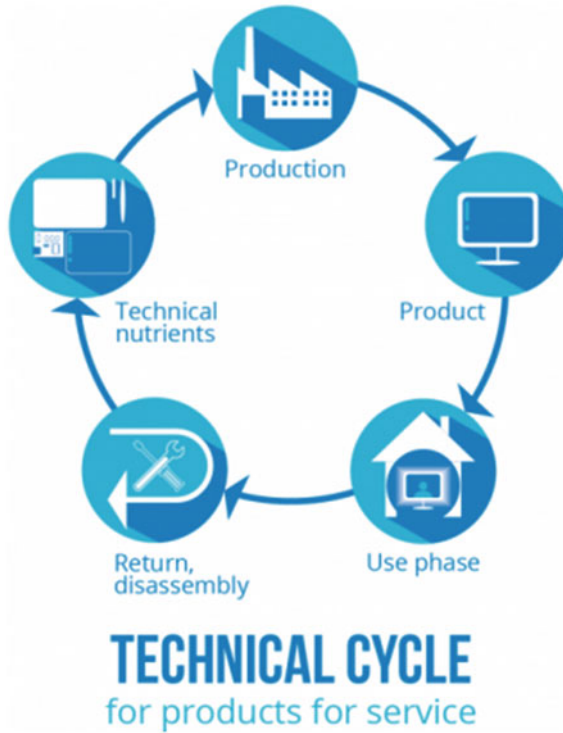 Production
Product
Use phase
Return,
disassembly
Technical
nutrients
TECHNICAL CYCLE
for products for service